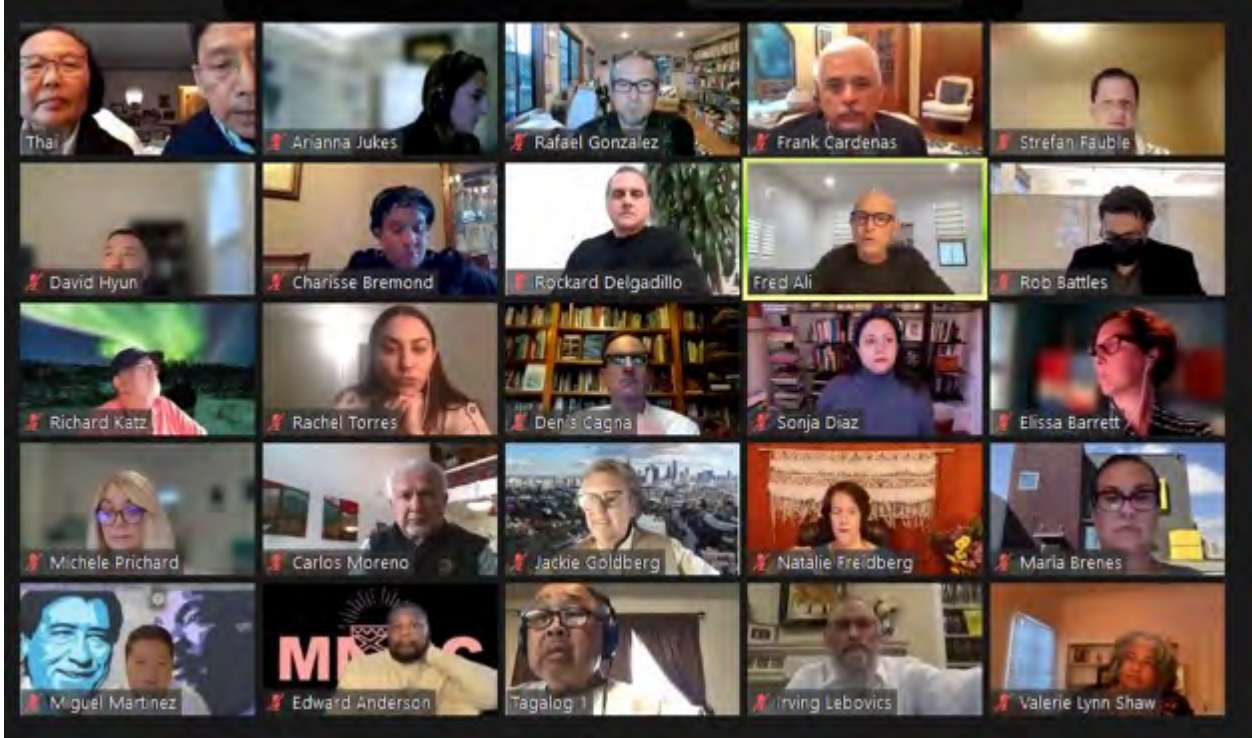 Thai
Arianna Jukes
Rafael Gonzalez
Frank Cardenas
Strefan Fauble
David Hyun
Charisse Bremond
Rockard Delgadillo
Fred Ali
Rob Battles
Richard Katz
Rachel Torres
Denis Cagna
Sonja Diaz
Elissa Barrett
Michele Prichard
Carlos Moreno
Jackie Goldberg
Natalie Freidberg
Maria Brenes
Miguel Martinez
Edward Anderson
Tagalog 1
Irving Lebovics
Valerie Lynn Shaw